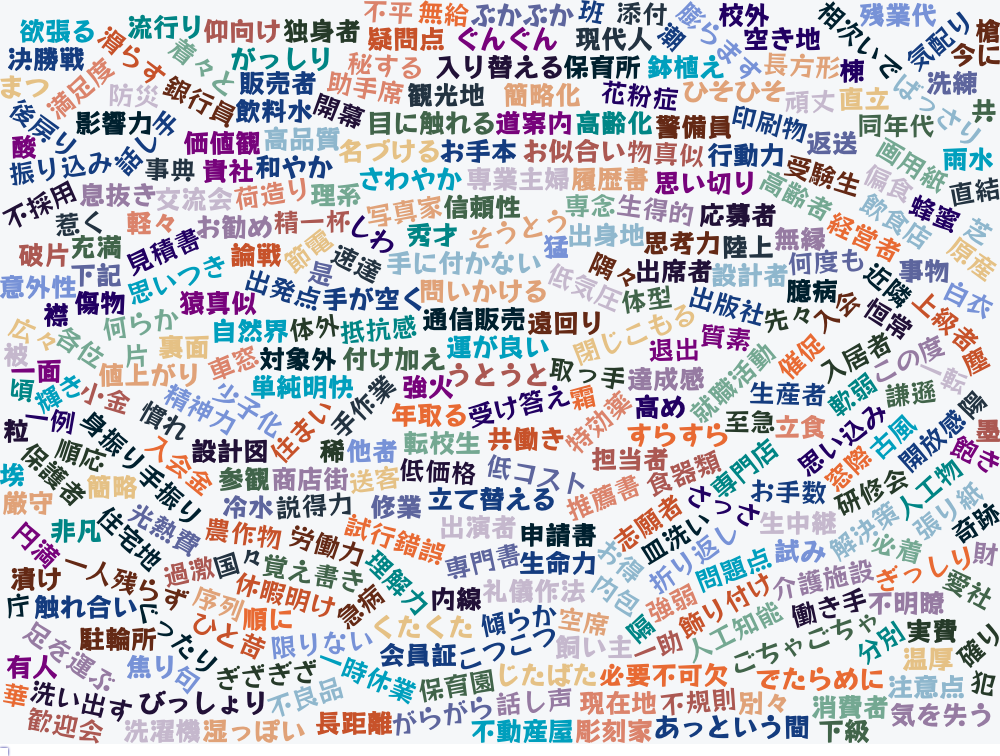 欲張る
流行り
仰向け
独身者
不平
無給
ぶかぶか
班
添付
膨らます
校外
相次いで
残業代
気配り
槍
決勝戦
滑らす
着々と
がっしり
疑問点
ぐんぐん
現代人
潮
空き地
今に
まつ
満足度
防災
銀行員
販売者
秘する
助手席
入り替える
保育所
鉢植え
長方形
棟
洗練
後戻り
飲料水
開幕
観光地
簡略化
花粉症
ひそひそ
頑丈
直立
ばっさり
共
酸
影響力
話し手
価値観
高品質
目に触れる
道案内
高齢化
警備員
印刷物
返送
同年代
画用紙
雨水
振り込み
事典
貴社
和やか
名づける
お手本
お似合い
物真似
行動力
受験生
偏食
直結
不採用
息抜き
交流会
荷造り
理系
さわやか
専業主婦
履歴書
思い切り
高齢者
飲食店
蜂蜜
惹く
軽々
お勧め
精一杯
しわ
写真家
信頼性
専念
生得的
応募者
経営者
芝
破片
充満
見積書
論戦
節電
速達
秀才
そうとう
猛
出身地
思考力
陸上
無縁
原産
意外性
下記
思いつき
出発点
是
手に付かない
低気圧
隅々
出席者
設計者
何度も
近隣
事物
白衣
襟
傷物
猿真似
手が空く
問いかける
体型
出版社
臆病
先々
入会
恒常
上級者
広々
各位
何らか
自然界
体外
抵抗感
通信販売
遠回り
閉じこもる
質素
催促
入居者
この度
塵
被
一面
片
裏面
車窓
対象外
付け加え
運が良い
退出
就職活動
一転
頃
輝き
小金
値上がり
精神力
少子化
単純明快
強火
うとうと
取っ手
達成感
生産者
軟弱
謙遜
粒
一例
身振り手振り
慣れ
住まい
手作業
年取る
受け答え
霜
特効薬
高め
至急
立食
思い込み
古風
開放感
陽
墨
保護者
順応
入会金
設計図
稀
他者
転校生
共働き
すらすら
担当者
食器類
専門店
窓際
飽き
埃
簡略
参観
商店街
送客
低価格
低コスト
推薦書
さっさ
お手数
研修会
人工物
厳守
光熱費
冷水
説得力
修業
立て替える
志願者
皿洗い
生中継
解決策
張り紙
奇跡
円満
非凡
住宅地
農作物
労働力
試行錯誤
出演者
申請書
お得
折り返し
問題点
試み
必着
財
漬け
一人残らず
過激
国々
覚え書き
理解力
専門書
生命力
内包
強弱
飾り付け
介護施設
ぎっしり
愛社
庁
触れ合い
ぐったり
序列
順に
休暇明け
急病
内線
礼儀作法
隔
一助
人工知能
働き手
不明瞭
足を運ぶ
駐輪所
ひと昔
限りない
くたくた
傾らか
空席
ごちゃごちゃ
分別
実費
確り
有人
焦り
句
ぎざぎざ
一時休業
会員証
こつこつ
飼い主
温厚
華
洗い出す
びっしょり
不良品
保育園
じたばた
必要不可欠
でたらめに
注意点
犯
歓迎会
洗濯機
湿っぽい
長距離
がらがら
話し声
現在地
不規則
別々
消費者
気を失う
不動産屋
彫刻家
あっという間
下級